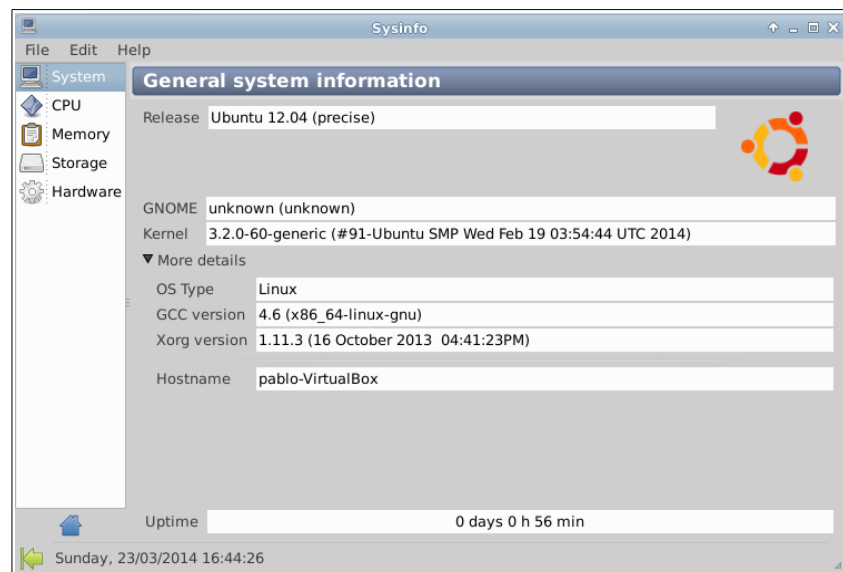 Sysinfo
File Edit Help
System
CPU
Memory
Storage
Hardware
General system information
Release Ubuntu 12.04 (precise)
GNOME unknown (unknown)
Kernel 3.2.0-60-generic (#91-Ubuntu SMP Wed Feb 19 03:54:44 UTC 2014)
More details
OS Type Linux
GCC version 4.6 (x86_64-linux-gnu)
Xorg version 1.11.3 (16 October 2013  04:41:23PM)
Hostname pablo-VirtualBox
Uptime 0 days 0 h 56 min
Sunday, 23/03/2014 16:44:26